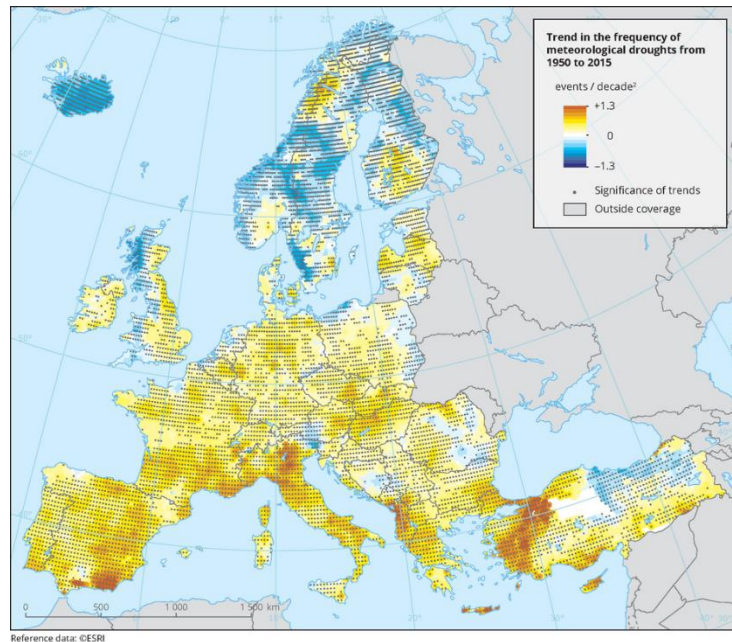 Trend in the frequency of
meteorological droughts from
1950 to 2015
events / decade²
+1.3
0
−1.3
Significance of trends
Outside coverage
0 500 1 000 1 500 km
Reference data: ©ESRI